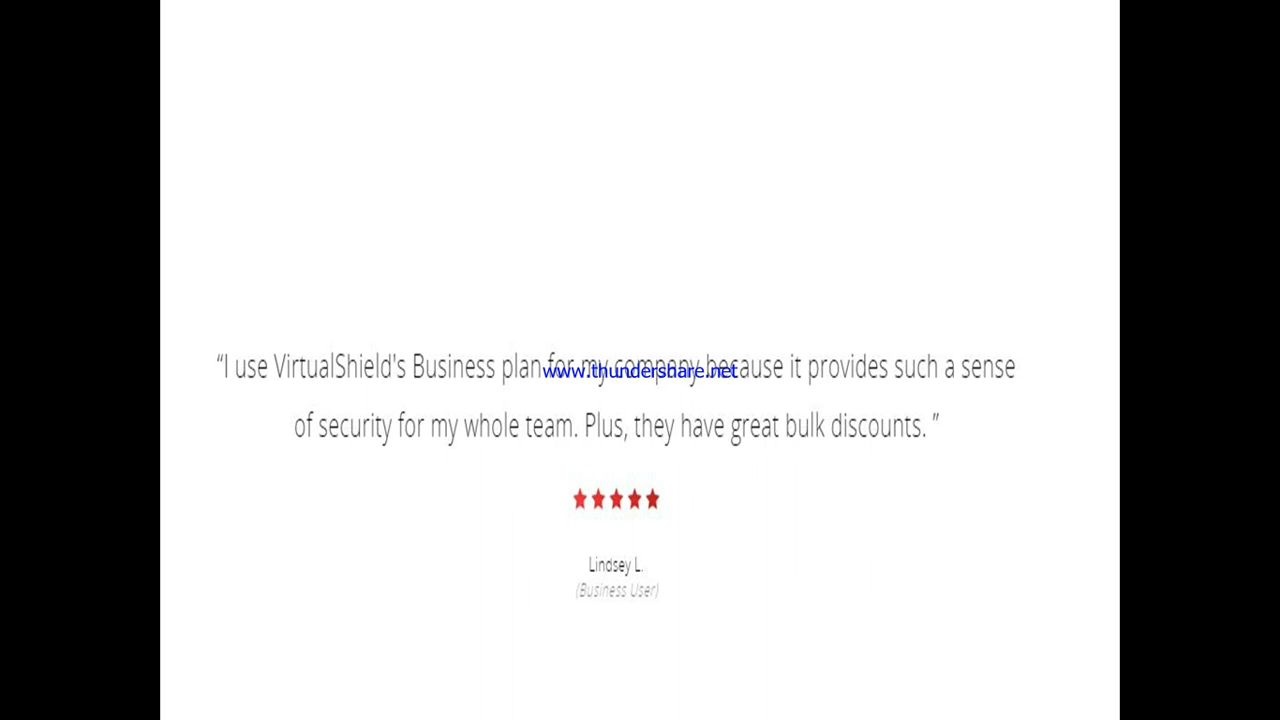 “I use VirtualShield's Business plan for my company because it provides such a sense
www.thundershare.net
of security for my whole team. Plus, they have great bulk discounts. ”
Lindsey L.
(Business User)